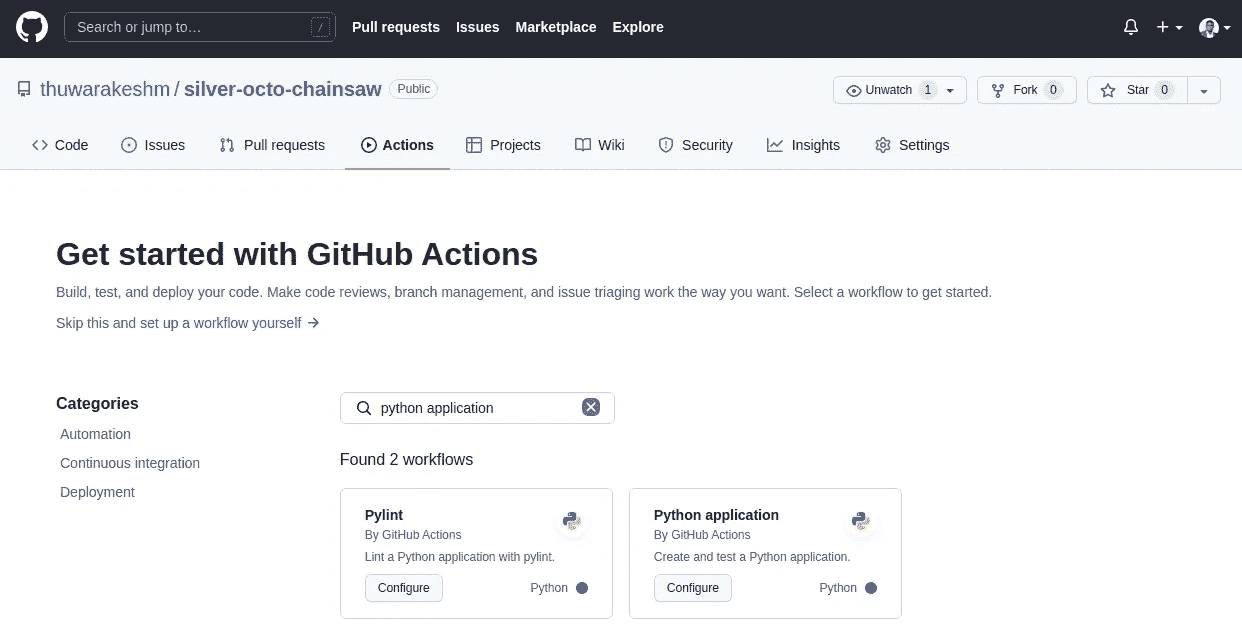 Search or jump to… / Pull requests Issues Marketplace Explore
thuwarakeshm / silver-octo-chainsaw Public Unwatch 1 Fork 0 Star 0
Code Issues Pull requests Actions Projects Wiki Security Insights Settings
Get started with GitHub Actions
Build, test, and deploy your code. Make code reviews, branch management, and issue triaging work the way you want. Select a workflow to get started.
Skip this and set up a workflow yourself →
Categories
Automation
Continuous integration
Deployment
python application
Found 2 workflows
Pylint
By GitHub Actions
Lint a Python application with pylint.
Configure Python
Python application
By GitHub Actions
Create and test a Python application.
Configure Python